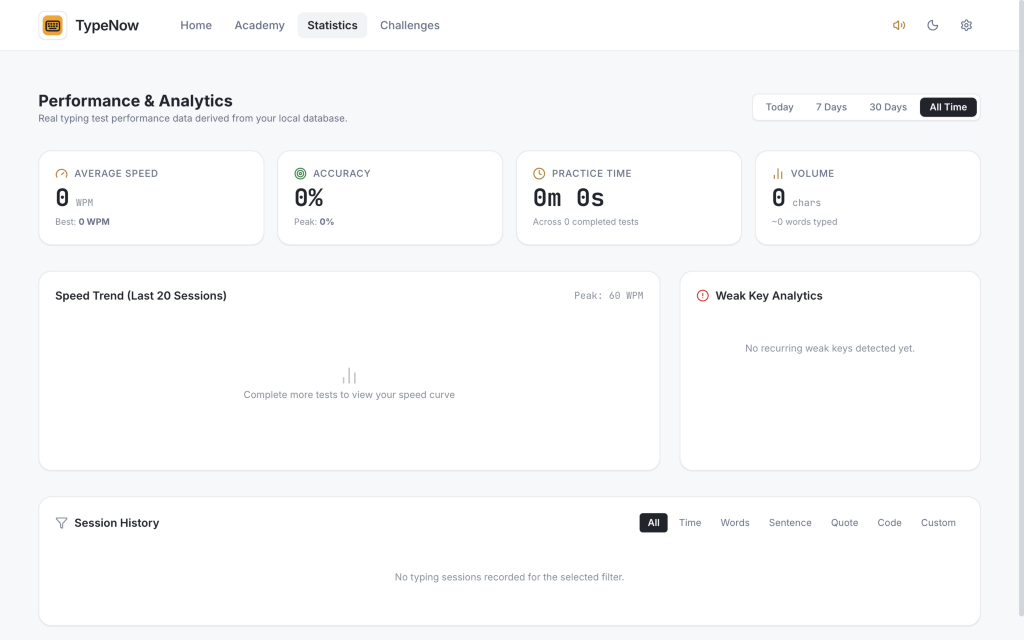 TypeNow
Home
Academy
Statistics
Challenges
Performance & Analytics
Real typing test performance data derived from your local database.
Today
7 Days
30 Days
All Time
AVERAGE SPEED
0 WPM
Best: 0 WPM
ACCURACY
0%
Peak: 0%
PRACTICE TIME
0m 0s
Across 0 completed tests
VOLUME
0 chars
~0 words typed
Speed Trend (Last 20 Sessions)
Peak: 60 WPM
Complete more tests to view your speed curve
Weak Key Analytics
No recurring weak keys detected yet.
Session History
All
Time
Words
Sentence
Quote
Code
Custom
No typing sessions recorded for the selected filter.